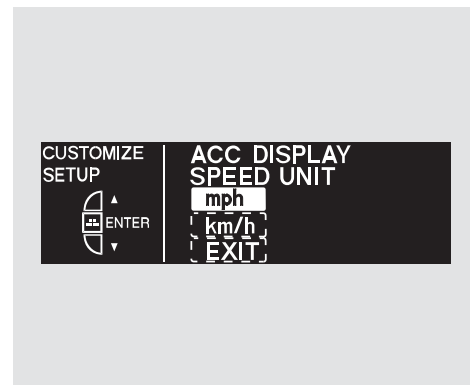 CUSTOMIZE
SETUP
ENTER
ACC DISPLAY
SPEED UNIT
mph
km/h
EXIT